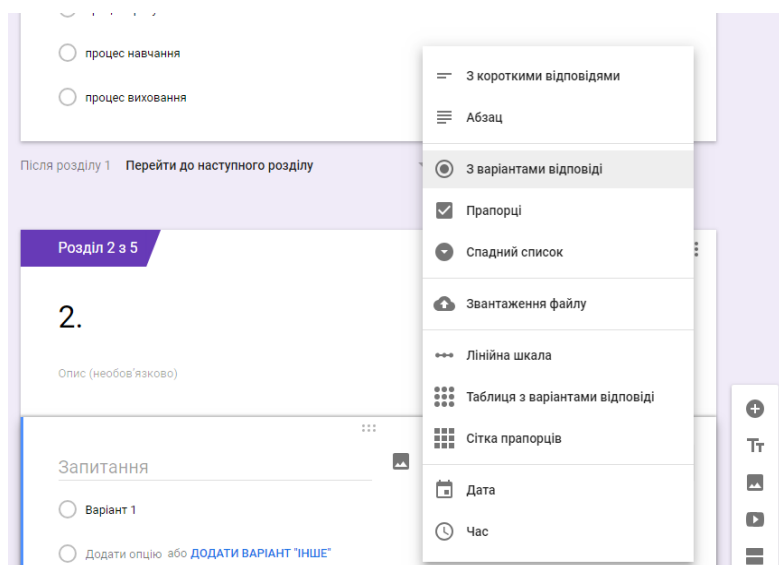 процес навчання
процес виховання
З короткими відповідями
Абзац
Після розділу 1 Перейти до наступного розділу
З варіантами відповіді
Прапорці
Спадний список
Розділ 2 з 5
2.
Опис (необов'язково)
Звантаження файлу
Лінійна шкала
Таблиця з варіантами відповіді
Сітка прапорців
Дата
Час
Запитання
Варіант 1
Додати опцію або ДОДАТИ ВАРІАНТ "ІНШЕ"
Тт